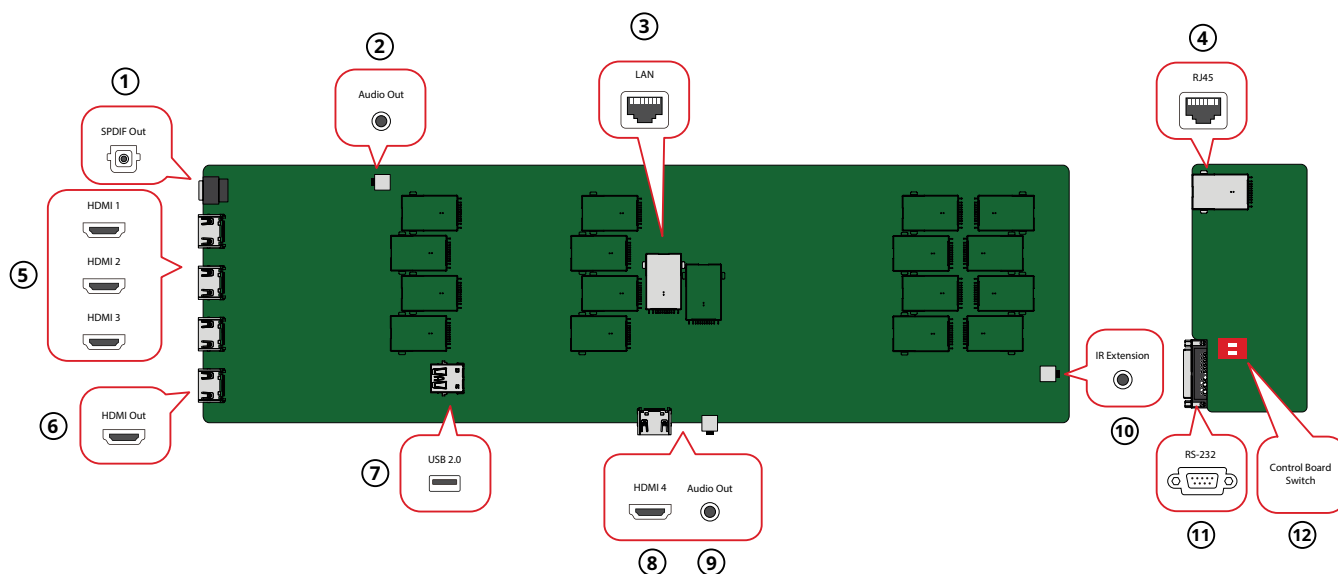 1
SPDIF Out
2
Audio Out
3
LAN
4
RJ45
5
HDMI 1
HDMI 2
HDMI 3
6
HDMI Out
7
USB 2.0
8
HDMI 4
9
Audio Out
10
IR Extension
11
RS-232
12
Control Board
Switch